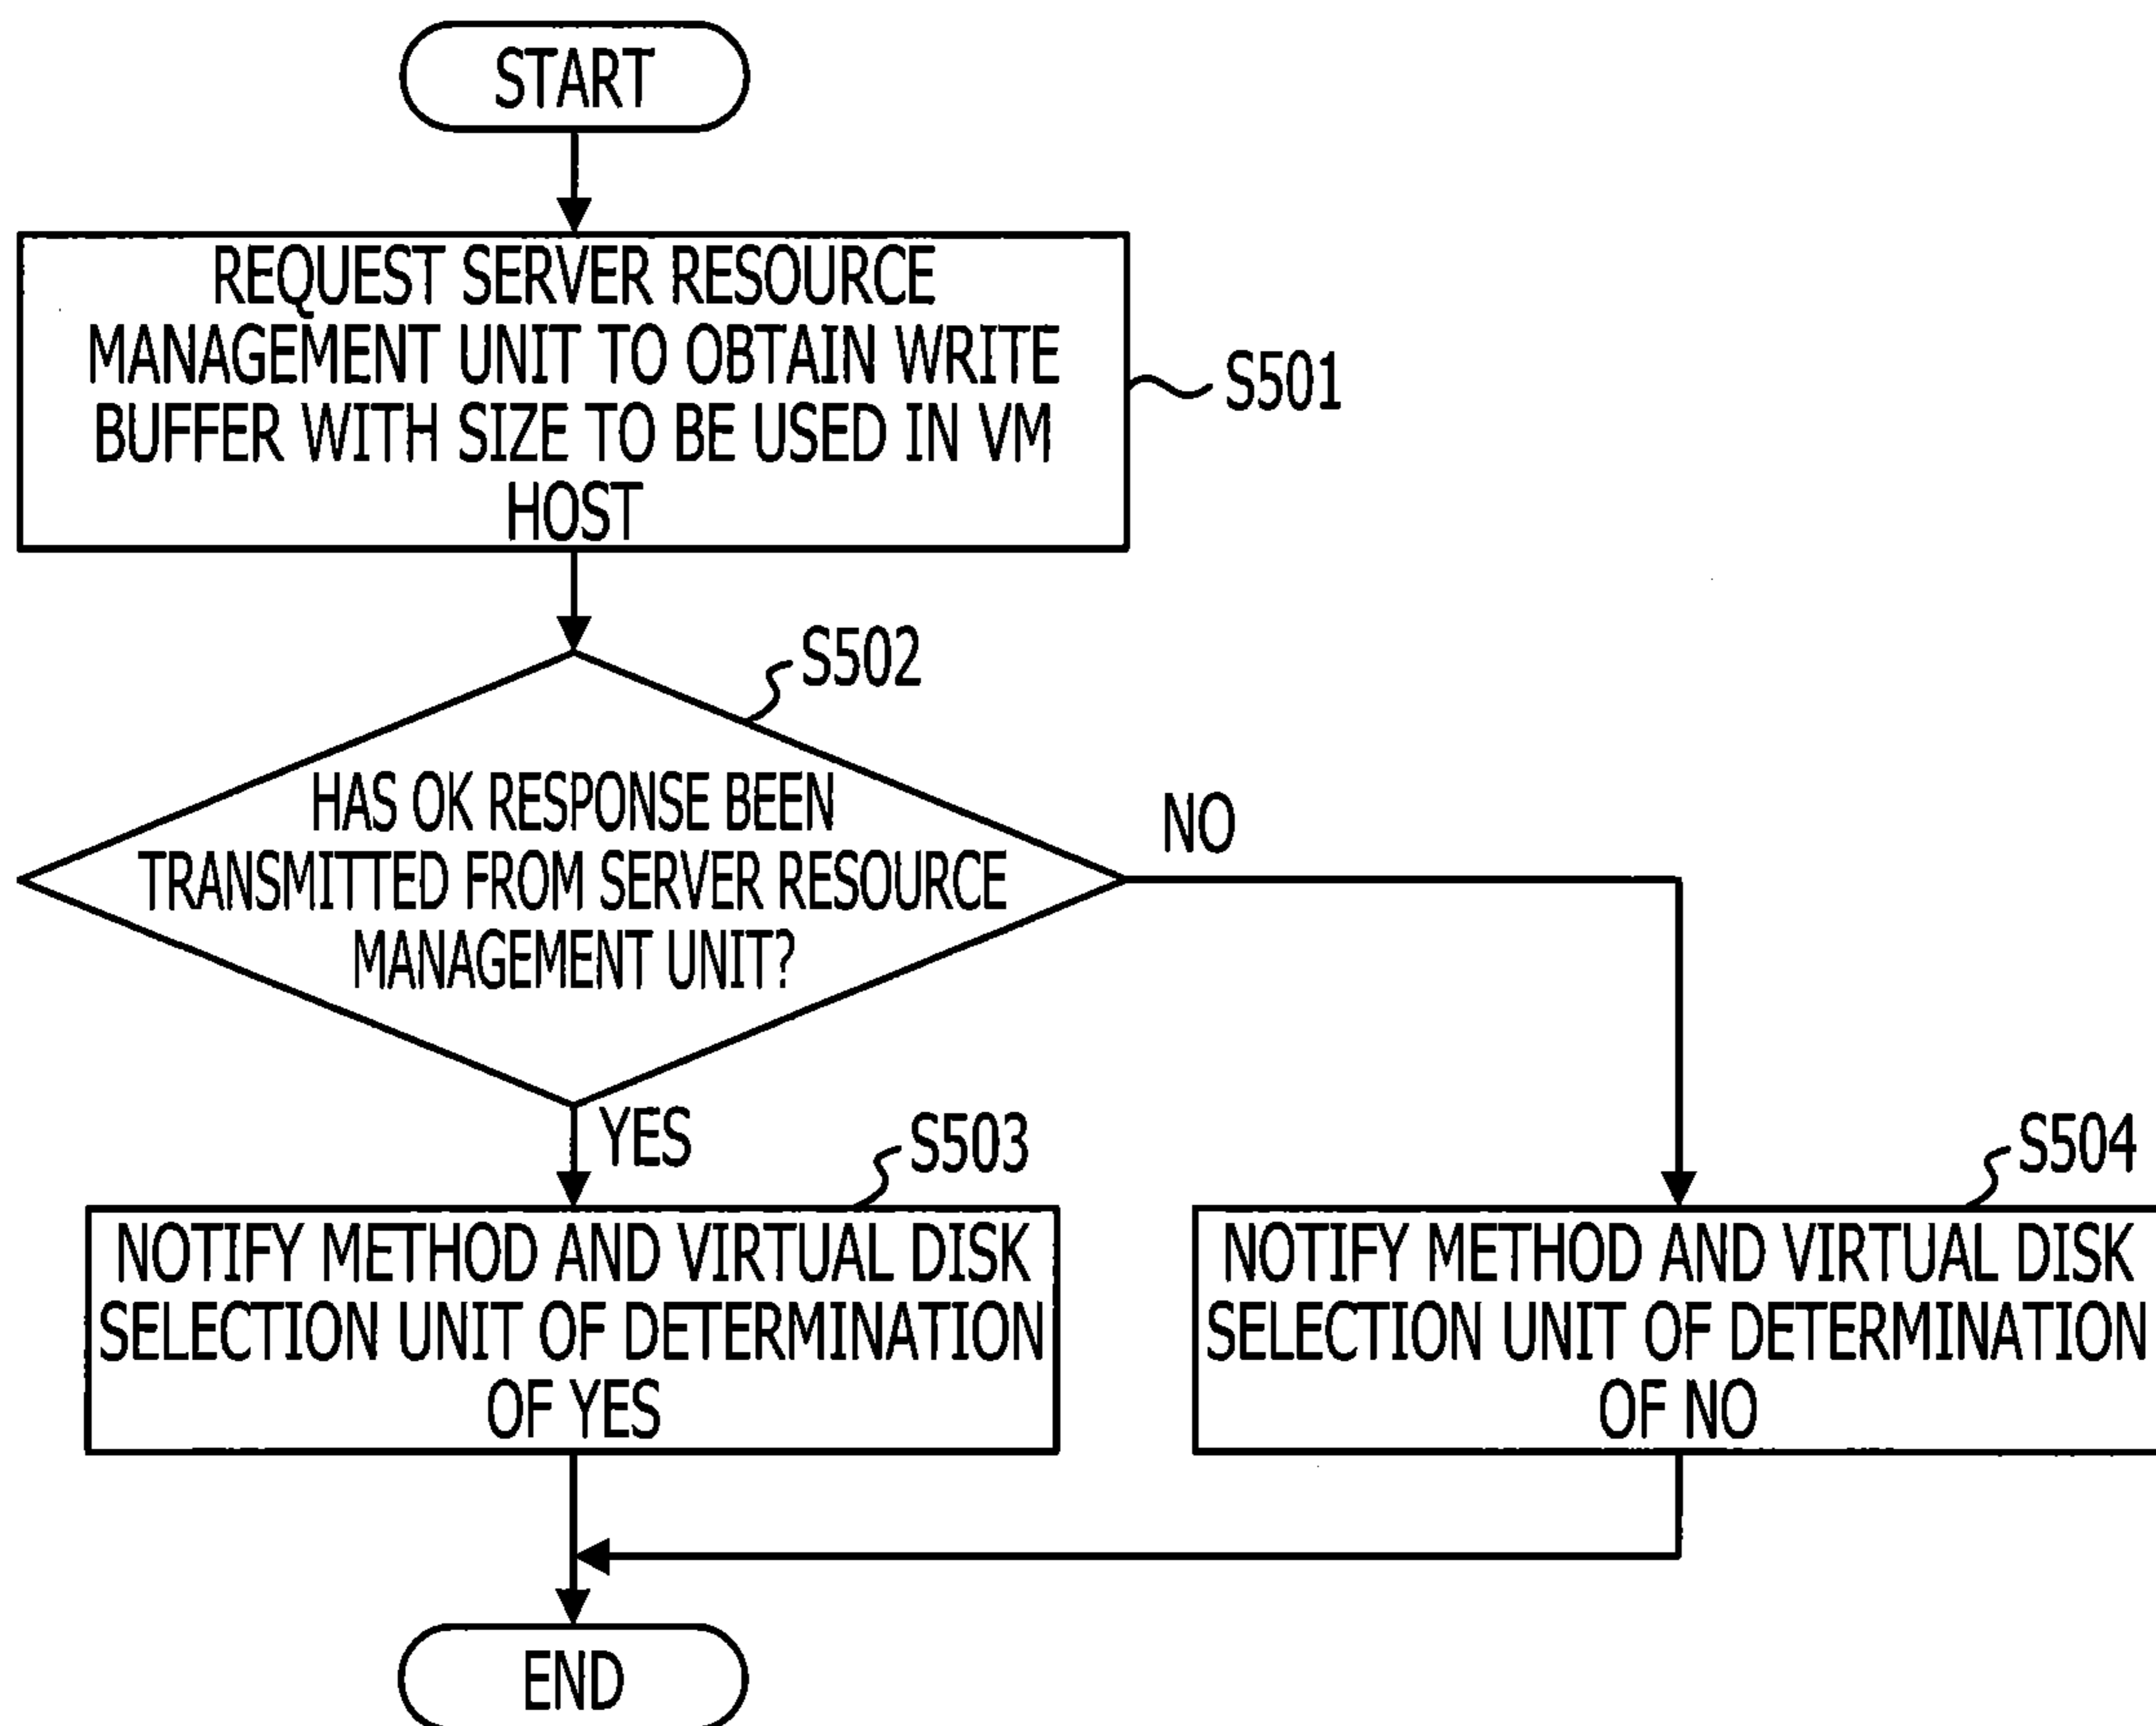 START
REQUEST SERVER RESOURCE
MANAGEMENT UNIT TO OBTAIN WRITE
BUFFER WITH SIZE TO BE USED IN VM
HOST
S501
S502
HAS OK RESPONSE BEEN
TRANSMITTED FROM SERVER RESOURCE
MANAGEMENT UNIT?
NO
YES
S503
NOTIFY METHOD AND VIRTUAL DISK
SELECTION UNIT OF DETERMINATION
OF YES
S504
NOTIFY METHOD AND VIRTUAL DISK
SELECTION UNIT OF DETERMINATION
OF NO
END